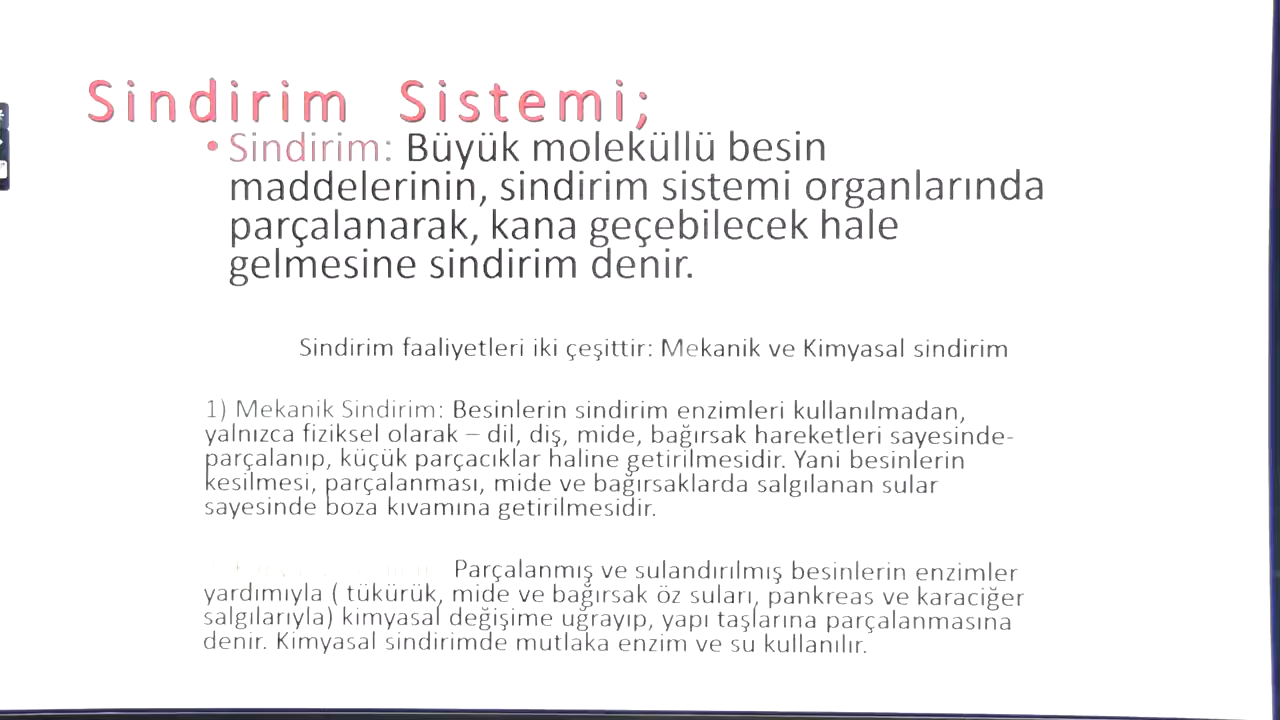 Sindirim Sistemi;
• Sindirim: Büyük moleküllü besin
maddelerinin, sindirim sistemi organlarında
parçalanarak, kana geçebilecek hale
gelmesine sindirim denir.
Sindirim faaliyetleri iki çeşittir: Mekanik ve Kimyasal sindirim
1) Mekanik Sindirim: Besinlerin sindirim enzimleri kullanılmadan,
yalnızca fiziksel olarak – dil, diş, mide, bağırsak hareketleri sayesinde-
parçalanıp, küçük parçacıklar haline getirilmesidir. Yani besinlerin
kesilmesi, parçalanması, mide ve bağırsaklarda salgılanan sular
sayesinde boza kıvamına getirilmesidir.
Parçalanmış ve sulandırılmış besinlerin enzimler
yardımıyla ( tükürük, mide ve bağırsak öz suları, pankreas ve karaciğer
salgılarıyla) kimyasal değişime uğrayıp, yapı taşlarına parçalanmasına
denir. Kimyasal sindirimde mutlaka enzim ve su kullanılır.